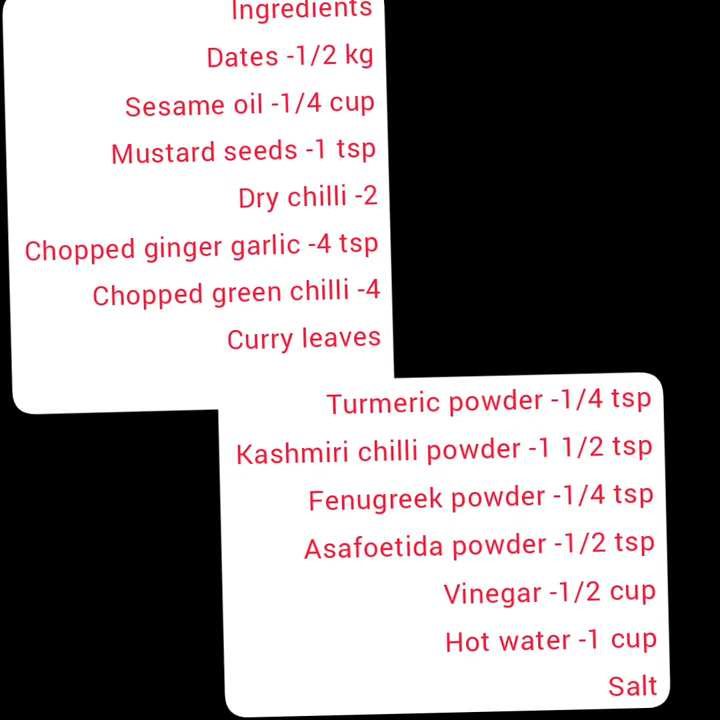 Ingredients
Dates -1/2 kg
Sesame oil -1/4 cup
Mustard seeds -1 tsp
Dry chilli -2
Chopped ginger garlic -4 tsp
Chopped green chilli -4
Curry leaves
Turmeric powder -1/4 tsp
Kashmiri chilli powder -1 1/2 tsp
Fenugreek powder -1/4 tsp
Asafoetida powder -1/2 tsp
Vinegar -1/2 cup
Hot water -1 cup
Salt